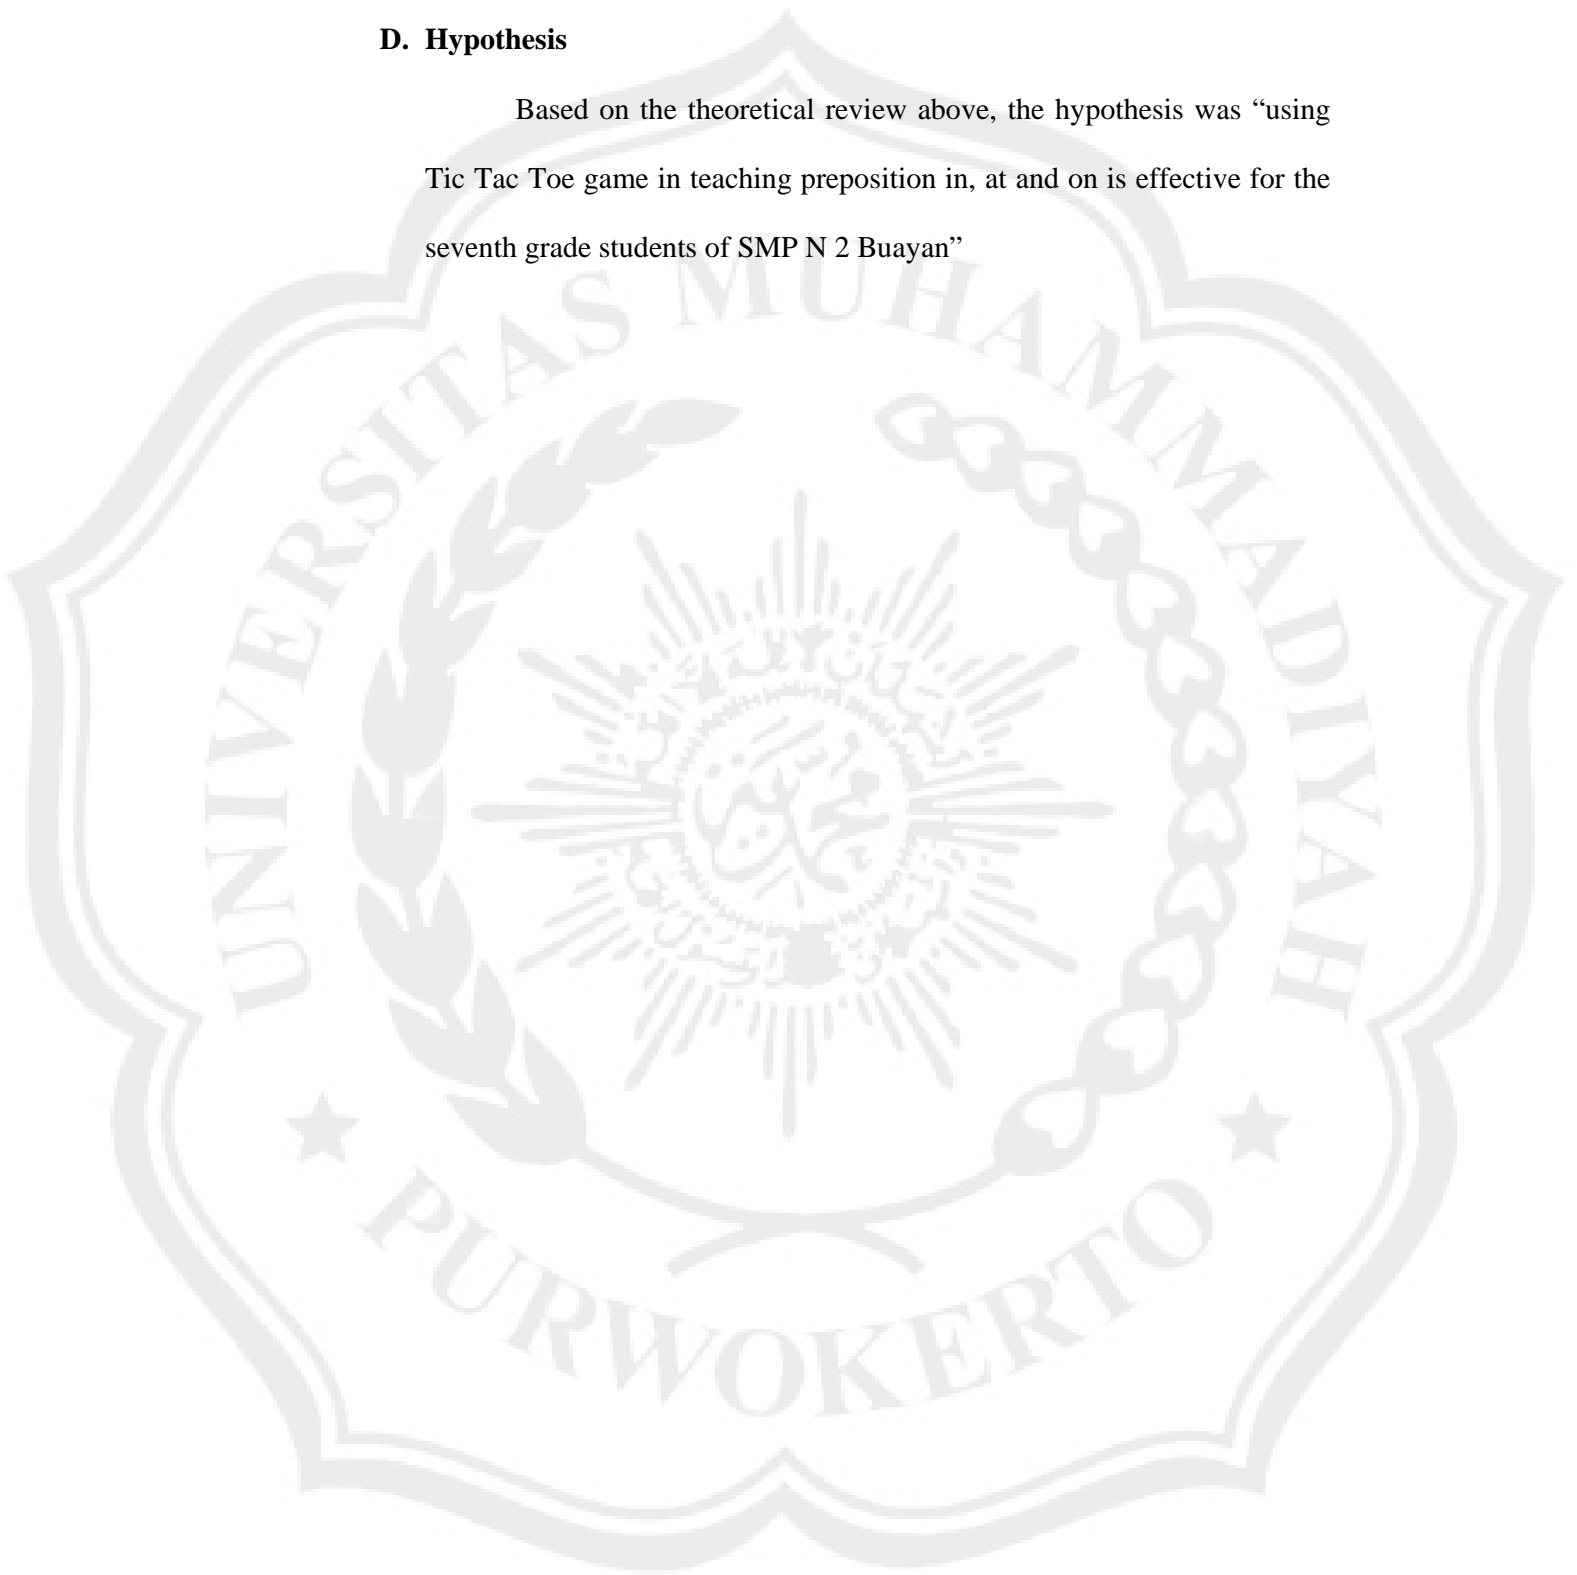 D. Hypothesis
Based on the theoretical review above, the hypothesis was “using
Tic Tac Toe game in teaching preposition in, at and on is effective for the
seventh grade students of SMP N 2 Buayan”
UNIVERSITAS MUHAMMADIYAH
محمد
PURWOKERTO